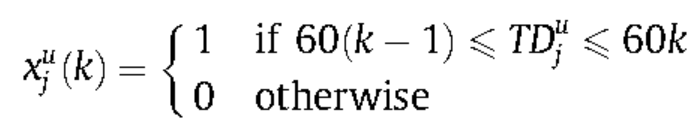 x_j^u(k) = { 1 if 60(k − 1) ⩽ TD_j^u ⩽ 60k
0 otherwise